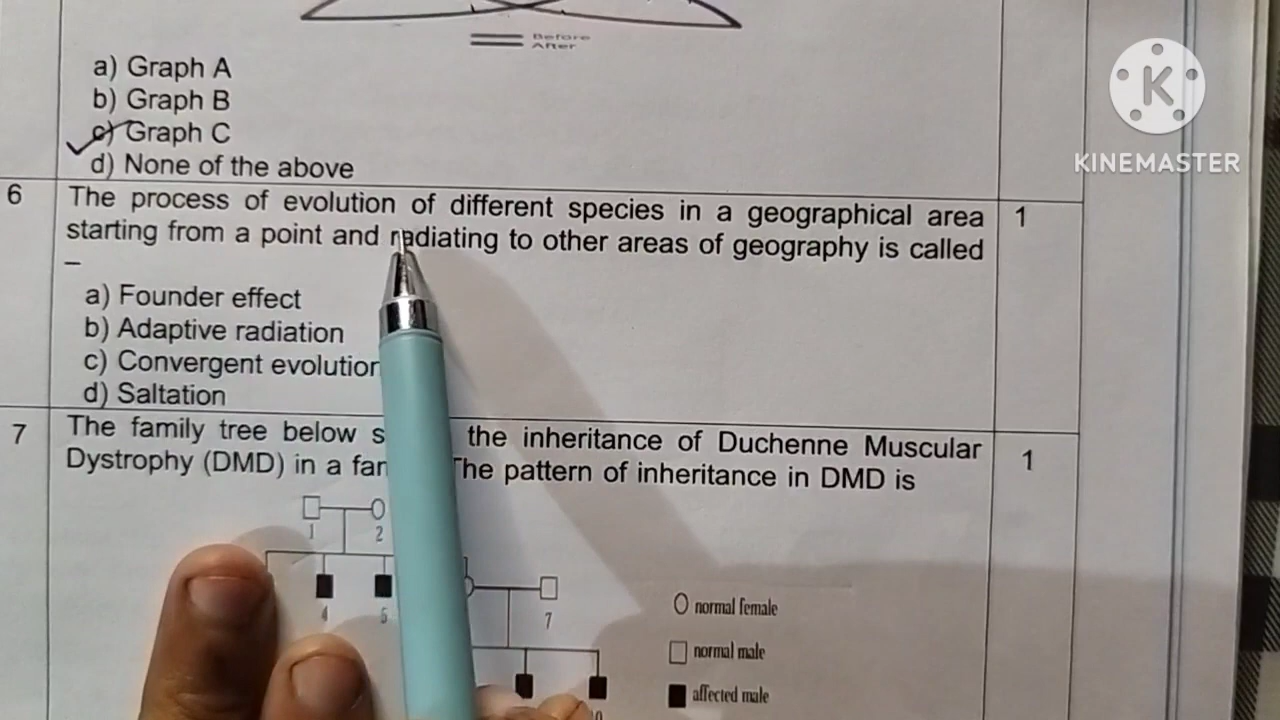 Before
After
a) Graph A
b) Graph B
c) Graph C
d) None of the above
KINEMASTER
6 The process of evolution of different species in a geographical area 1
starting from a point and radiating to other areas of geography is called
–
a) Founder effect
b) Adaptive radiation
c) Convergent evolution
d) Saltation
7 The family tree below s the inheritance of Duchenne Muscular 1
Dystrophy (DMD) in a The pattern of inheritance in DMD is
1 2
4 5 7
normal female
normal male
affected male